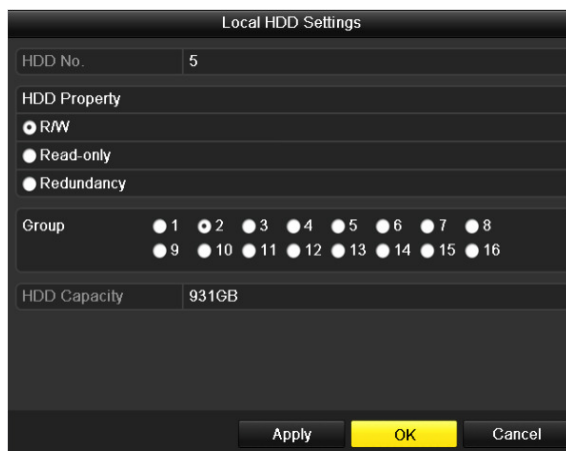 Local HDD Settings
HDD No. 5
HDD Property
R/W
Read-only
Redundancy
Group 1 2 3 4 5 6 7 8
9 10 11 12 13 14 15 16
HDD Capacity 931GB
Apply OK Cancel